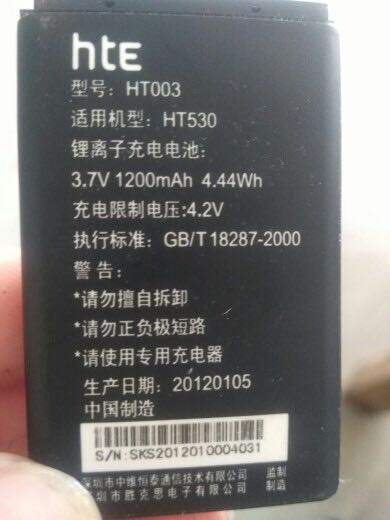 htE
型号: HT003
适用机型: HT530
锂离子充电电池:
3.7V 1200mAh 4.44Wh
充电限制电压:4.2V
执行标准: GB/T 18287-2000
警 告:
*请勿擅自拆卸
*请勿正负极短路
*请使用专用充电器
生产日期: 20120105
中国制造
S/N: SKS2012010004031
深圳市中维恒泰通信技术有限公司 监制
深圳市胜克思电子有限公司 制造